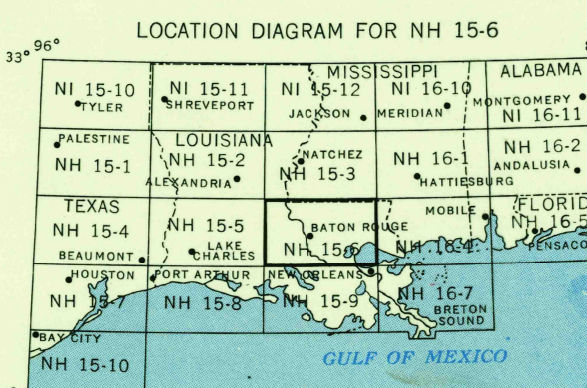 LOCATION DIAGRAM FOR NH 15-6
33° 96°
MISSISSIPPI ALABAMA
NI 15-10 NI 15-11 NI 15-12 NI 16-10
TYLER SHREVEPORT JACKSON MERIDIAN MONTGOMERY
NI 16-11
PALESTINE LOUISIANA NH 16-2
NH 15-1 NH 15-2 NATCHEZ NH 16-1 ANDALUSIA
NH 15-3
ALEXANDRIA HATTIESBURG
TEXAS MOBILE FLORID
NH 15-4 NH 15-5 BATON ROUGE NH 16-5
BEAUMONT LAKE CHARLES NH 15-6 NH 16-4 PENSACO
HOUSTON PORT ARTHUR NEW ORLEANS
NH 15-7 NH 15-8 NH 15-9 NH 16-7
BRETON
SOUND
BAY CITY
NH 15-10 GULF OF MEXICO